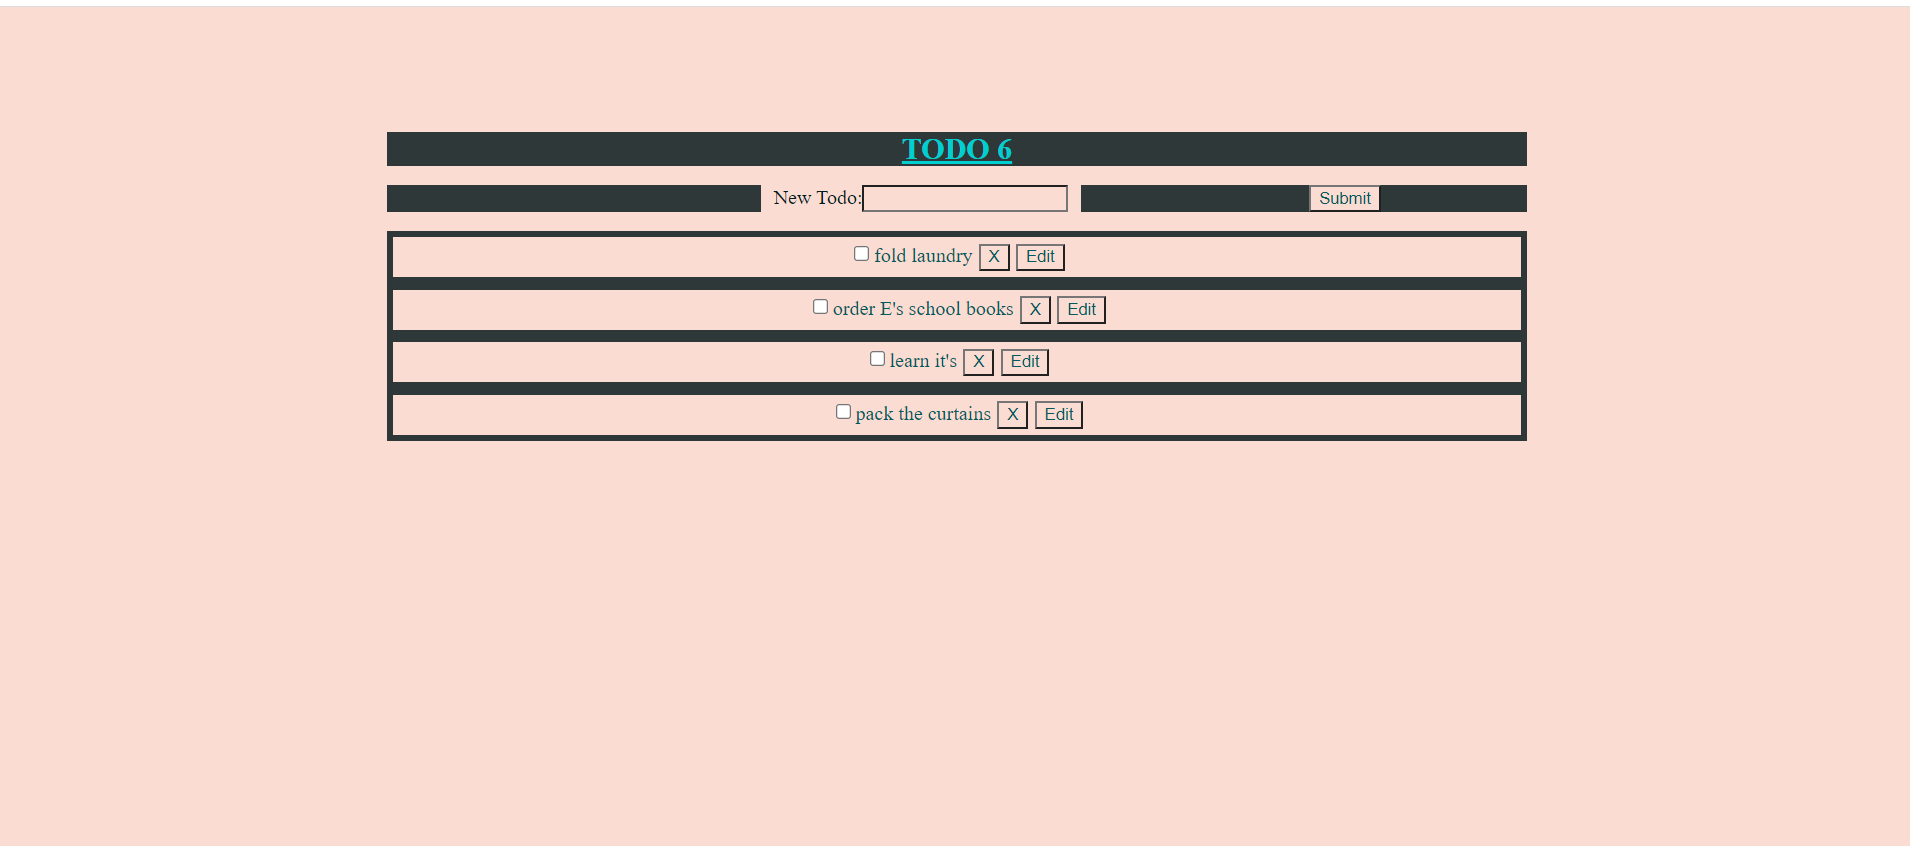 TODO 6
New Todo: Submit
fold laundry X Edit
order E's school books X Edit
learn it's X Edit
pack the curtains X Edit